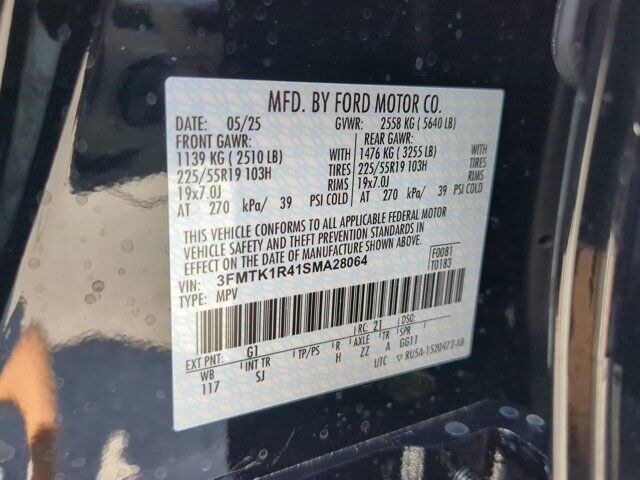 MFD. BY FORD MOTOR CO.
DATE: 05/25 GVWR: 2558 KG (5640 LB)
FRONT GAWR: REAR GAWR:
1139 KG (2510 LB) WITH 1476 KG (3255 LB) WITH
225/55R19 103H TIRES 225/55R19 103H TIRES
19x7.0J RIMS 19x7.0J RIMS
AT 270 kPa/ 39 PSI COLD AT 270 kPa/ 39 PSI COLD
THIS VEHICLE CONFORMS TO ALL APPLICABLE FEDERAL MOTOR
VEHICLE SAFETY AND THEFT PREVENTION STANDARDS IN
EFFECT ON THE DATE OF MANUFACTURE SHOWN ABOVE.
VIN: 3FMTK1R41SMA28064 F0081
TYPE: MPV T0183
EXT PNT: G1 RC: 21 DSO:
WB INT TR TP/PS R AXLE TR SPR
117 SJ H ZZ A GG11
UTC ▽ RU5A-1520472-AB